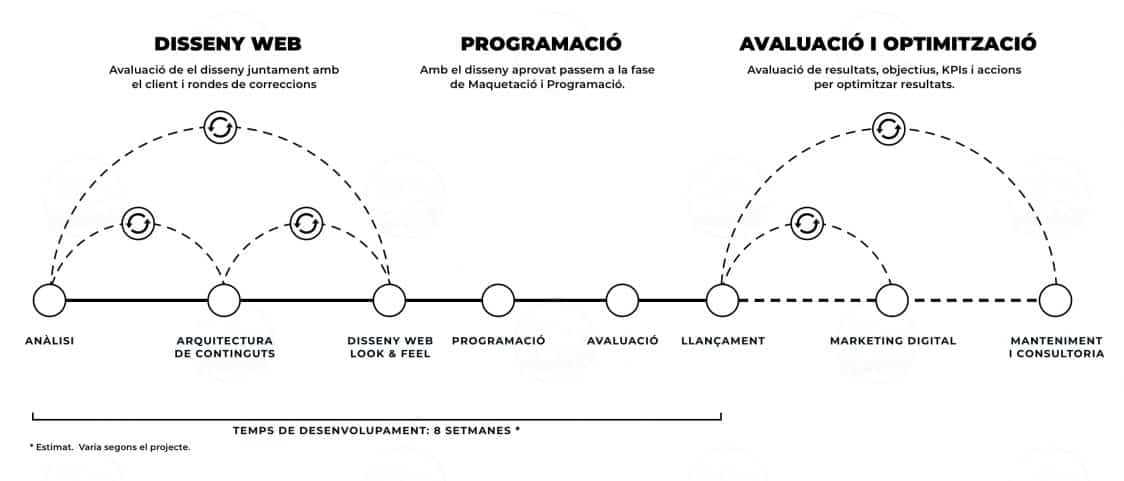 DISSENY WEB
Avaluació de el disseny juntament amb
el client i rondes de correccions
PROGRAMACIÓ
Amb el disseny aprovat passem a la fase
de Maquetació i Programació.
AVALUACIÓ I OPTIMITZACIÓ
Avaluació de resultats, objectius, KPIs i accions
per optimitzar resultats.
ANÀLISI
ARQUITECTURA
DE CONTINGUTS
DISSENY WEB
LOOK & FEEL
PROGRAMACIÓ
AVALUACIÓ
LLANÇAMENT
MARKETING DIGITAL
MANTENIMENT
I CONSULTORIA
TEMPS DE DESENVOLUPAMENT: 8 SETMANES *
* Estimat. Varia segons el projecte.